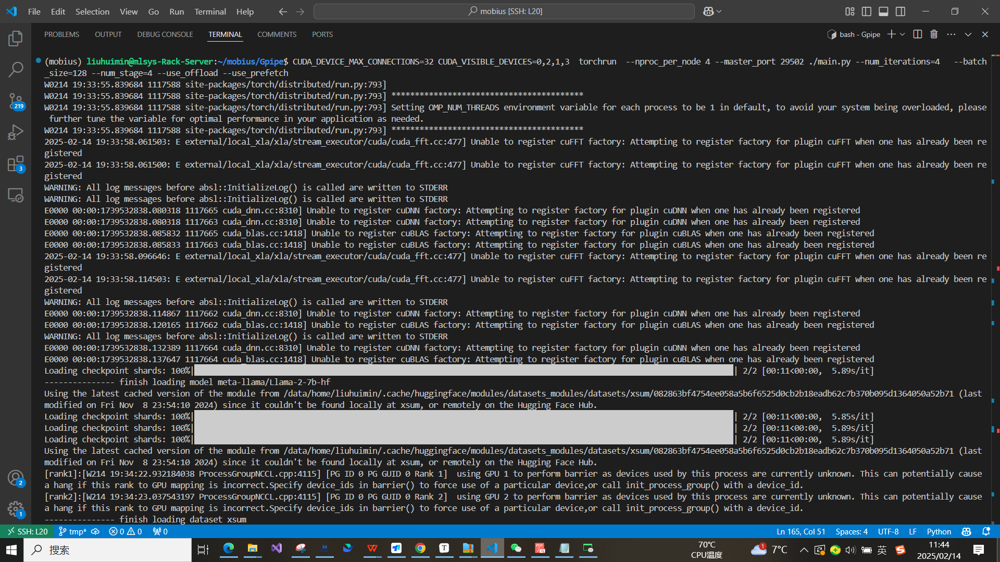 File Edit Selection View Go Run Terminal Help mobius [SSH: L20]
PROBLEMS OUTPUT DEBUG CONSOLE TERMINAL COMMENTS PORTS bash - Gpipe
(mobius) liuhuimin@mlsys-Rack-Server:~/mobius/Gpipe$ CUDA_DEVICE_MAX_CONNECTIONS=32 CUDA_VISIBLE_DEVICES=0,2,1,3  torchrun  --nproc_per_node 4 --master_port 29502 ./main.py --num_iterations=4   --batch
_size=128 --num_stage=4 --use_offload --use_prefetch
W0214 19:33:55.839684 1117588 site-packages/torch/distributed/run.py:793]
W0214 19:33:55.839684 1117588 site-packages/torch/distributed/run.py:793] *****************************************
W0214 19:33:55.839684 1117588 site-packages/torch/distributed/run.py:793] Setting OMP_NUM_THREADS environment variable for each process to be 1 in default, to avoid your system being overloaded, please
 further tune the variable for optimal performance in your application as needed.
W0214 19:33:55.839684 1117588 site-packages/torch/distributed/run.py:793] *****************************************
2025-02-14 19:33:58.061503: E external/local_xla/xla/stream_executor/cuda/cuda_fft.cc:477] Unable to register cuFFT factory: Attempting to register factory for plugin cuFFT when one has already been re
gistered
2025-02-14 19:33:58.061500: E external/local_xla/xla/stream_executor/cuda/cuda_fft.cc:477] Unable to register cuFFT factory: Attempting to register factory for plugin cuFFT when one has already been re
gistered
WARNING: All log messages before absl::InitializeLog() is called are written to STDERR
WARNING: All log messages before absl::InitializeLog() is called are written to STDERR
E0000 00:00:1739532838.080318 1117665 cuda_dnn.cc:8310] Unable to register cuDNN factory: Attempting to register factory for plugin cuDNN when one has already been registered
E0000 00:00:1739532838.080318 1117663 cuda_dnn.cc:8310] Unable to register cuDNN factory: Attempting to register factory for plugin cuDNN when one has already been registered
E0000 00:00:1739532838.085832 1117665 cuda_blas.cc:1418] Unable to register cuBLAS factory: Attempting to register factory for plugin cuBLAS when one has already been registered
E0000 00:00:1739532838.085833 1117663 cuda_blas.cc:1418] Unable to register cuBLAS factory: Attempting to register factory for plugin cuBLAS when one has already been registered
2025-02-14 19:33:58.096646: E external/local_xla/xla/stream_executor/cuda/cuda_fft.cc:477] Unable to register cuFFT factory: Attempting to register factory for plugin cuFFT when one has already been re
gistered
2025-02-14 19:33:58.114503: E external/local_xla/xla/stream_executor/cuda/cuda_fft.cc:477] Unable to register cuFFT factory: Attempting to register factory for plugin cuFFT when one has already been re
gistered
WARNING: All log messages before absl::InitializeLog() is called are written to STDERR
E0000 00:00:1739532838.114867 1117662 cuda_dnn.cc:8310] Unable to register cuDNN factory: Attempting to register factory for plugin cuDNN when one has already been registered
E0000 00:00:1739532838.120165 1117662 cuda_blas.cc:1418] Unable to register cuBLAS factory: Attempting to register factory for plugin cuBLAS when one has already been registered
WARNING: All log messages before absl::InitializeLog() is called are written to STDERR
E0000 00:00:1739532838.132389 1117664 cuda_dnn.cc:8310] Unable to register cuDNN factory: Attempting to register factory for plugin cuDNN when one has already been registered
E0000 00:00:1739532838.137647 1117664 cuda_blas.cc:1418] Unable to register cuBLAS factory: Attempting to register factory for plugin cuBLAS when one has already been registered
Loading checkpoint shards: 100%| | 2/2 [00:11<00:00,  5.89s/it]
--------------- finish loading model meta-llama/Llama-2-7b-hf
Using the latest cached version of the module from /data/home/liuhuimin/.cache/huggingface/modules/datasets_modules/datasets/xsum/082863bf4754ee058a5b6f6525d0cb2b18eadb62c7b370b095d1364050a52b71 (last
modified on Fri Nov  8 23:54:10 2024) since it couldn't be found locally at xsum, or remotely on the Hugging Face Hub.
Loading checkpoint shards: 100%| | 2/2 [00:11<00:00,  5.85s/it]
Loading checkpoint shards: 100%| | 2/2 [00:11<00:00,  5.89s/it]
Loading checkpoint shards: 100%| | 2/2 [00:11<00:00,  5.89s/it]
Using the latest cached version of the module from /data/home/liuhuimin/.cache/huggingface/modules/datasets_modules/datasets/xsum/082863bf4754ee058a5b6f6525d0cb2b18eadb62c7b370b095d1364050a52b71 (last
modified on Fri Nov  8 23:54:10 2024) since it couldn't be found locally at xsum, or remotely on the Hugging Face Hub.
[rank1]:[W214 19:34:22.932184038 ProcessGroupNCCL.cpp:4115] [PG ID 0 PG GUID 0 Rank 1]  using GPU 1 to perform barrier as devices used by this process are currently unknown. This can potentially cause
a hang if this rank to GPU mapping is incorrect.Specify device_ids in barrier() to force use of a particular device,or call init_process_group() with a device_id.
[rank2]:[W214 19:34:23.037543197 ProcessGroupNCCL.cpp:4115] [PG ID 0 PG GUID 0 Rank 2]  using GPU 2 to perform barrier as devices used by this process are currently unknown. This can potentially cause
a hang if this rank to GPU mapping is incorrect.Specify device_ids in barrier() to force use of a particular device,or call init_process_group() with a device_id.
--------------- finish loading dataset xsum
219
3
2
1
SSH: L20 tmp* 0 0 0 Ln 165, Col 51 Spaces: 4 UTF-8 LF Python
搜索
70℃
CPU温度
1 7°C 英
11:44
2025/02/14